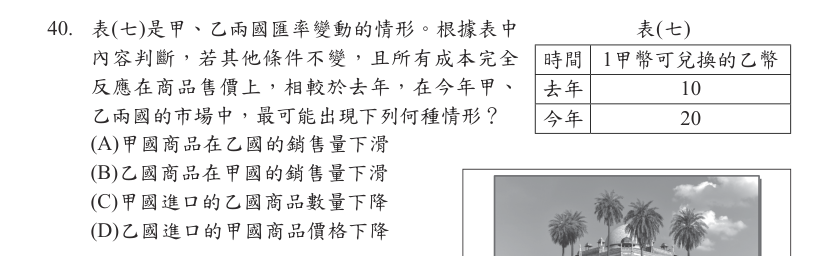 40. 表(七)是甲、乙兩國匯率變動的情形。根據表中
內容判斷，若其他條件不變，且所有成本完全
反應在商品售價上，相較於去年，在今年甲、
乙兩國的市場中，最可能出現下列何種情形？
(A)甲國商品在乙國的銷售量下滑
(B)乙國商品在甲國的銷售量下滑
(C)甲國進口的乙國商品數量下降
(D)乙國進口的甲國商品價格下降
表(七)
時間 1甲幣可兌換的乙幣
去年 10
今年 20